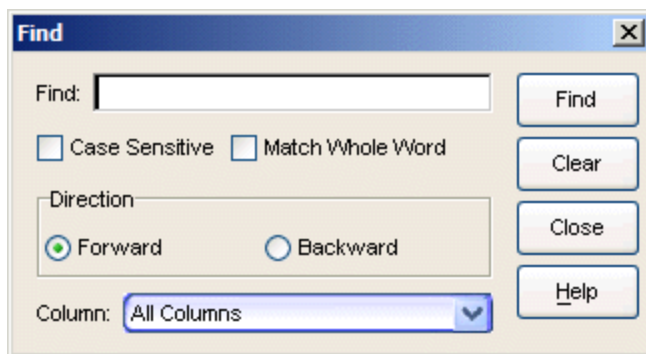 Find
Find:
Find
Case Sensitive
Match Whole Word
Clear
Direction
Forward
Backward
Close
Column: All Columns
Help